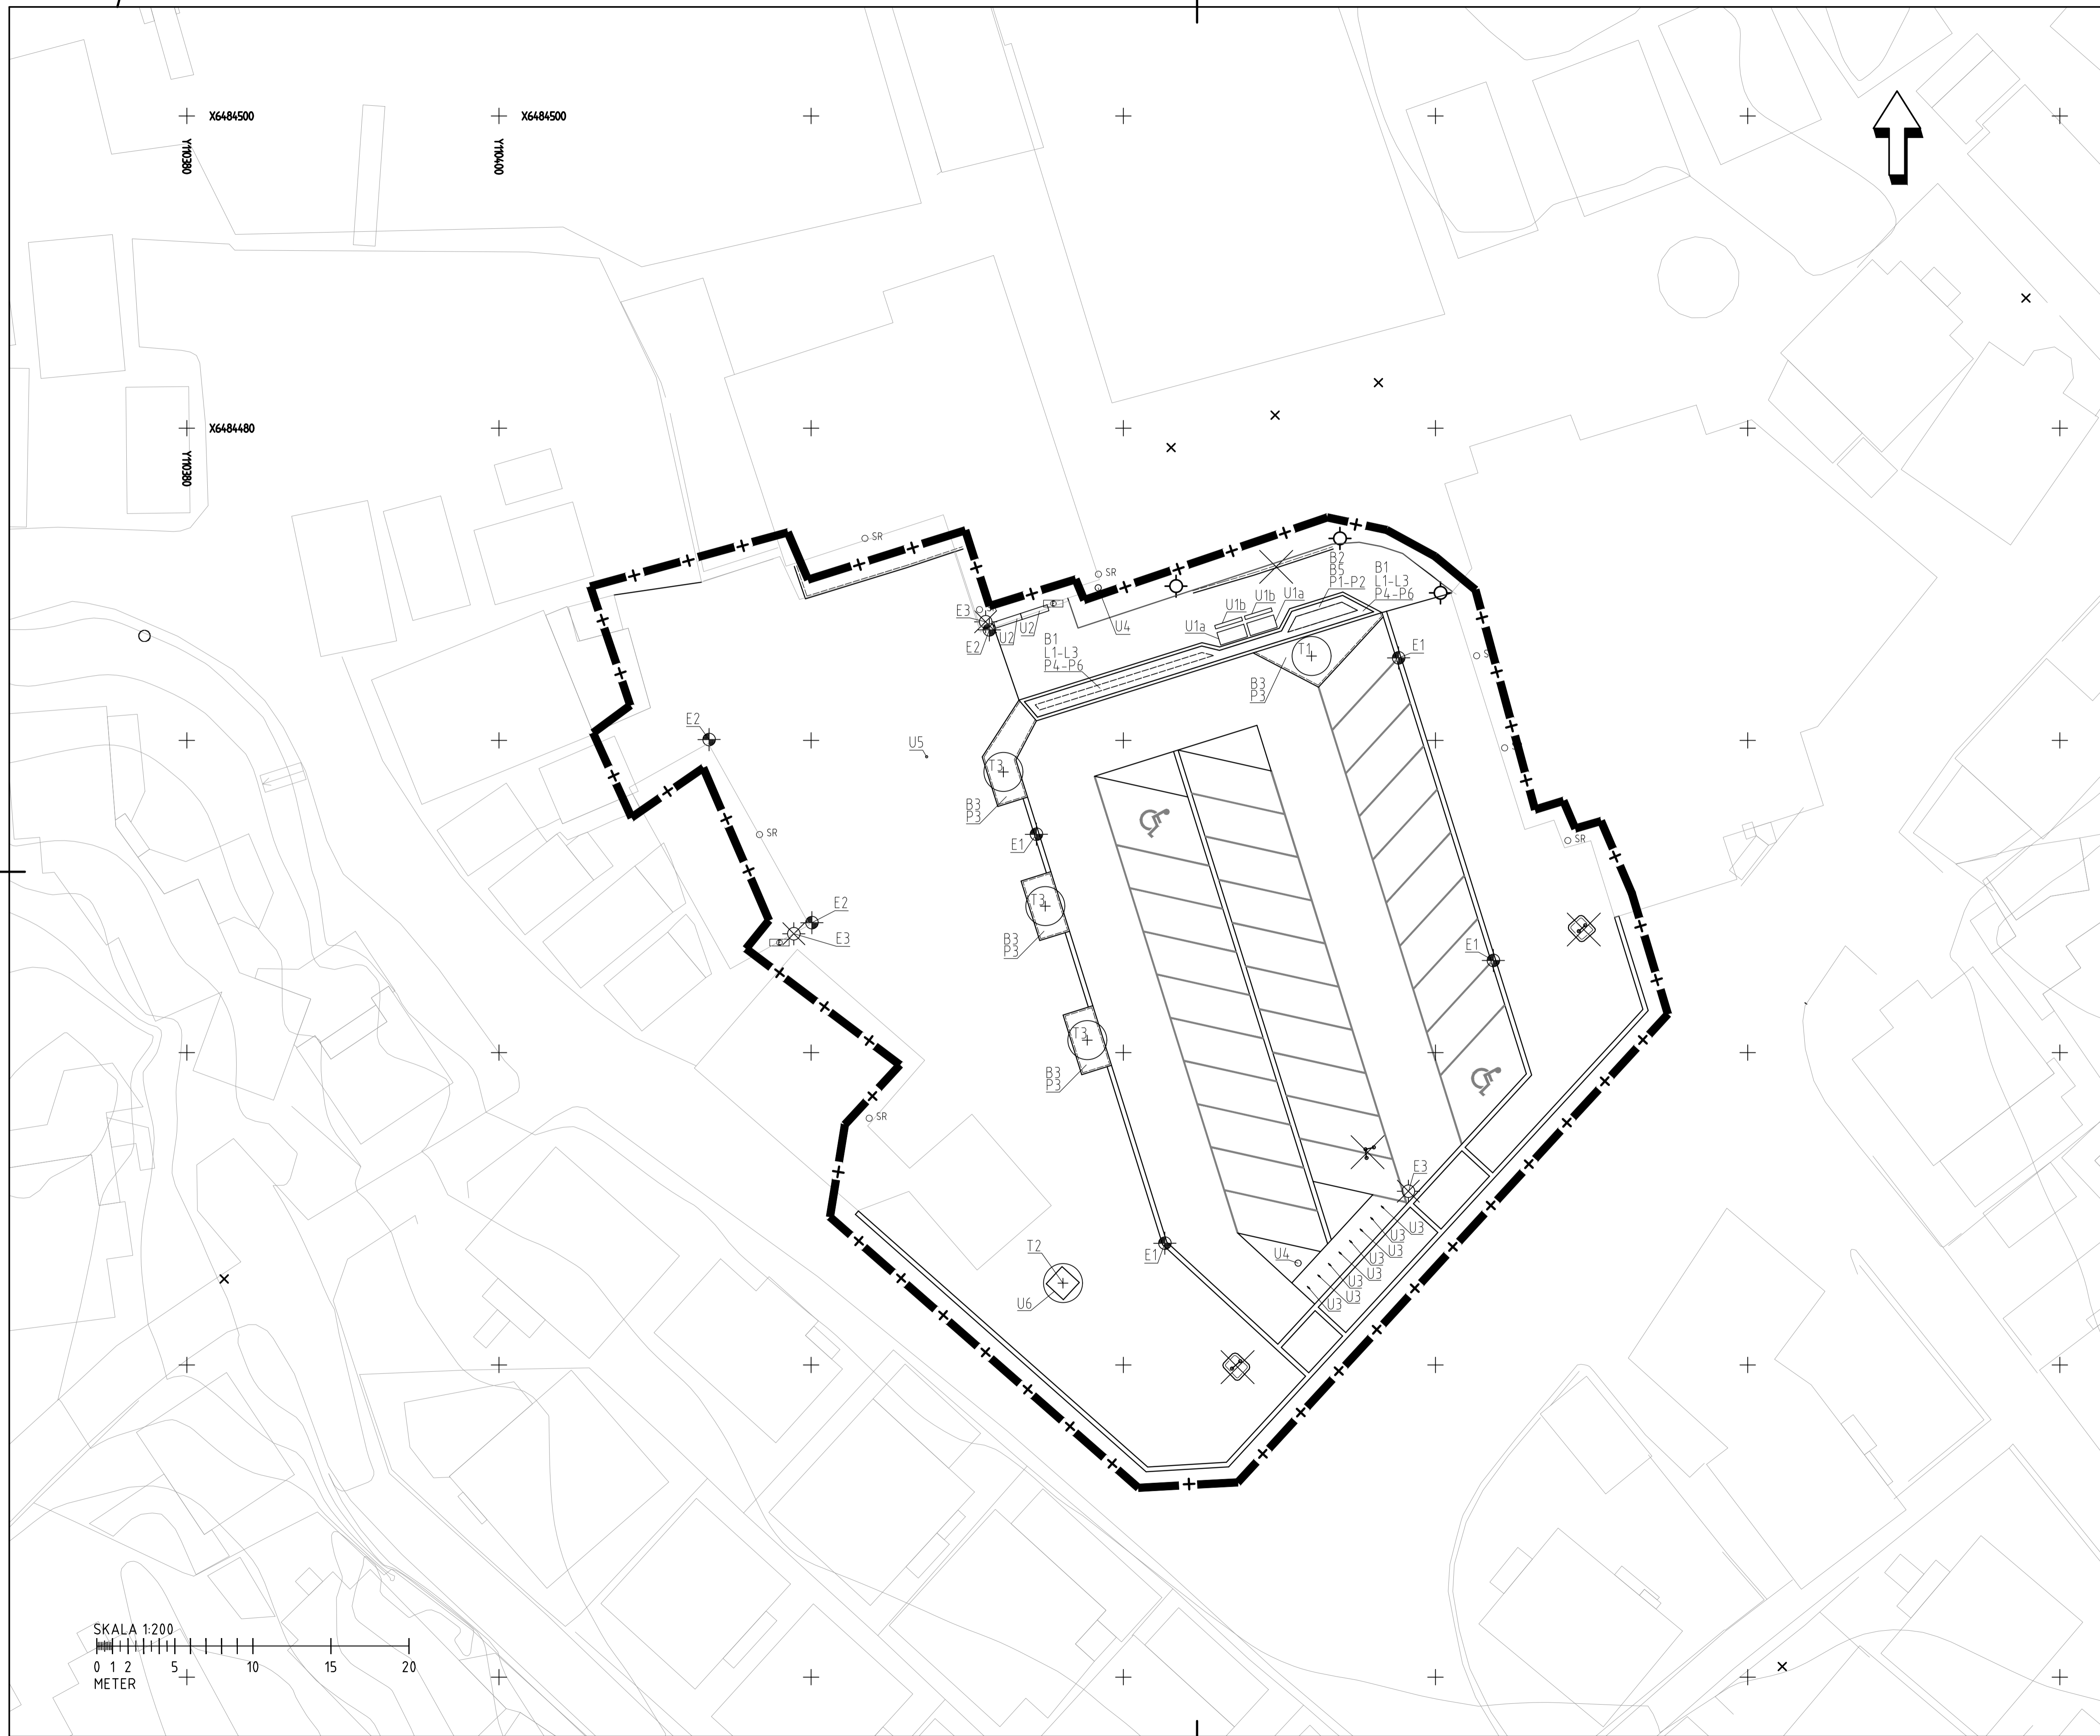 X6484500
X6484500
Y110380
Y110400
X6484480
Y110380
SR
SR
E3
E2
U2
U2
U4
B1
L1-L3
P4-P6
U1a
U1b
U1b
U1a
B2
B5
P1-P2
B1
L1-L3
P4-P6
T1
B3
P3
E1
E2
U5
T3
B3
P3
E1
SR
SR
T3
B3
P3
E2
E3
E1
T3
B3
P3
SR
E3
U3
U3
U3
U3
U3
U3
U3
U3
U4
E1
T2
U6
SKALA 1:200
0 1 2 5 10 15 20
METER